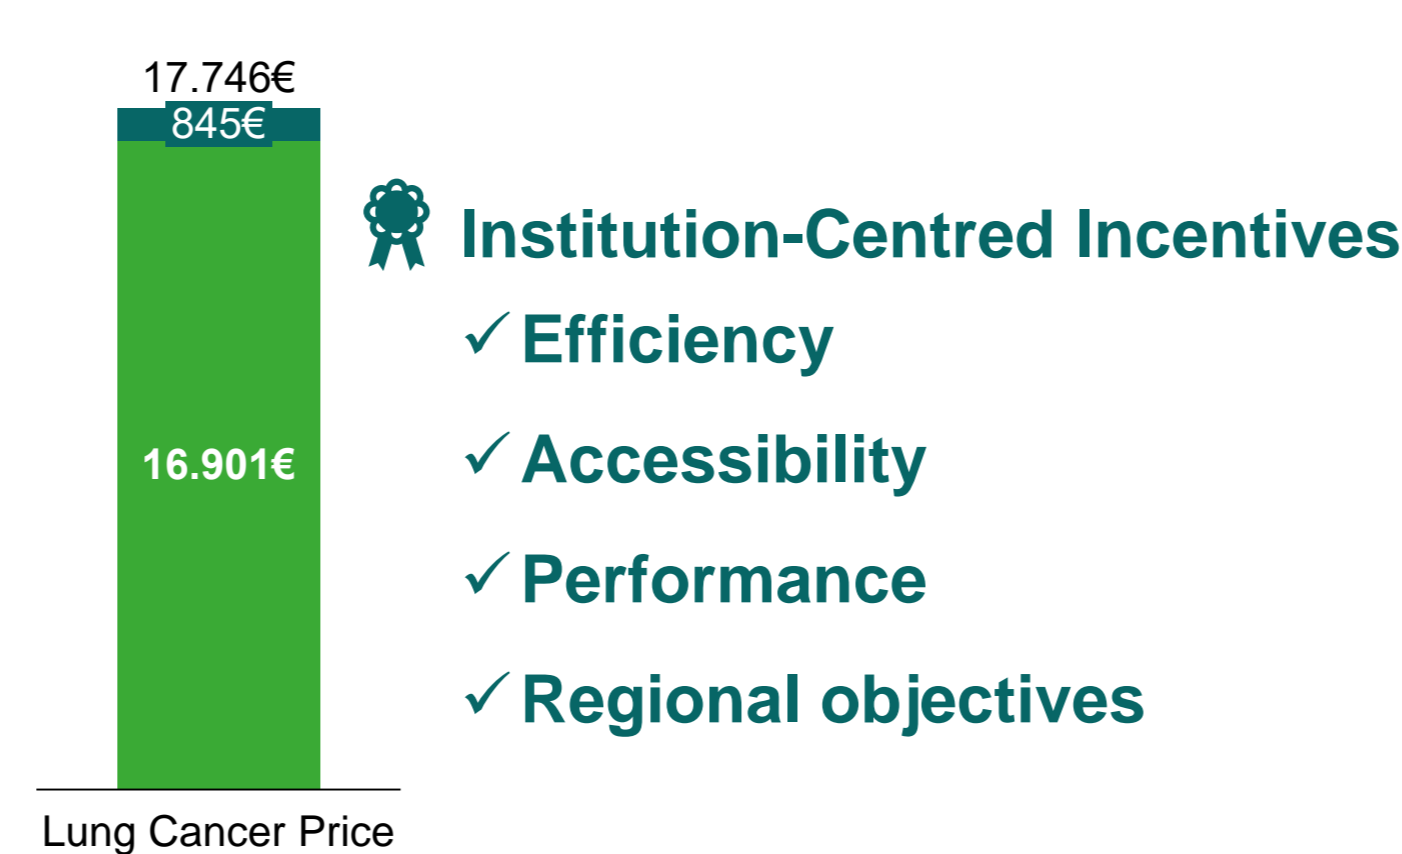 17.746€
845€
16.901€
Lung Cancer Price
Institution-Centred Incentives
✓ Efficiency
✓ Accessibility
✓ Performance
✓ Regional objectives